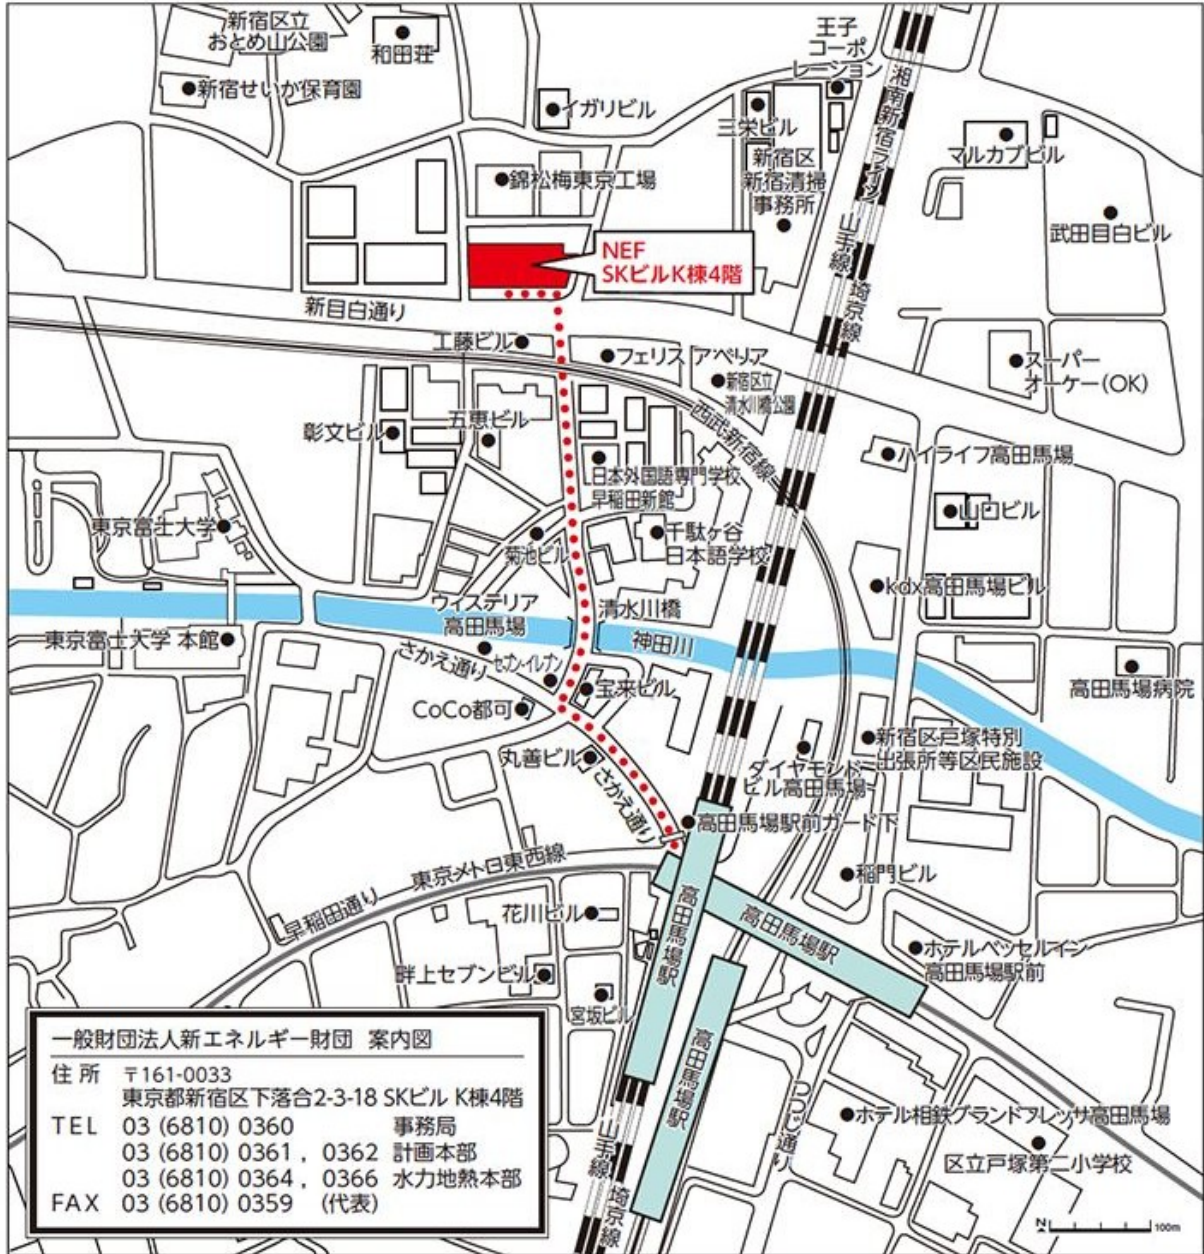 新宿区立
おとめ山公園
和田荘
王子
コーポ
レーション
新宿せいか保育園
イガリビル
三栄ビル
湘南新宿ライン
マルカブビル
錦松梅東京工場
新宿区
新宿清掃
事務所
武田目白ビル
NEF
SKビルK棟4階
山手線
埼京線
新目白通り
工藤ビル
フェリス アベリア
新宿区立
清水川橋公園
スーパー
オーケー(OK)
彰文ビル
五恵ビル
西武新宿線
ハイライフ高田馬場
日本外国語専門学校
早稲田新館
山口ビル
東京富士大学
菊池ビル
千駄ヶ谷
日本語学校
kdx高田馬場ビル
ウィステリア
高田馬場
清水川橋
神田川
東京富士大学 本館
さかえ通り
セブン-イレブン
宝来ビル
高田馬場病院
CoCo都可
丸善ビル
さかえ通り
新宿区戸塚特別
出張所等区民施設
ダイヤモンド
ビル高田馬場
高田馬場駅前ガード下
東京メトロ東西線
早稲田通り
稲門ビル
花川ビル
高田馬場駅
高田馬場駅
ホテルベッセルイン
高田馬場駅前
畔上セブンビル
宮坂ビル
高田馬場駅
つつじ通り
ホテル相鉄グランドフレッサ高田馬場
区立戸塚第二小学校
山手線
埼京線
N
100m
一般財団法人新エネルギー財団 案内図
住所 〒161-0033
東京都新宿区下落合2-3-18 SKビル K棟4階
TEL 03 (6810) 0360 事務局
03 (6810) 0361 , 0362 計画本部
03 (6810) 0364 , 0366 水力地熱本部
FAX 03 (6810) 0359 (代表)